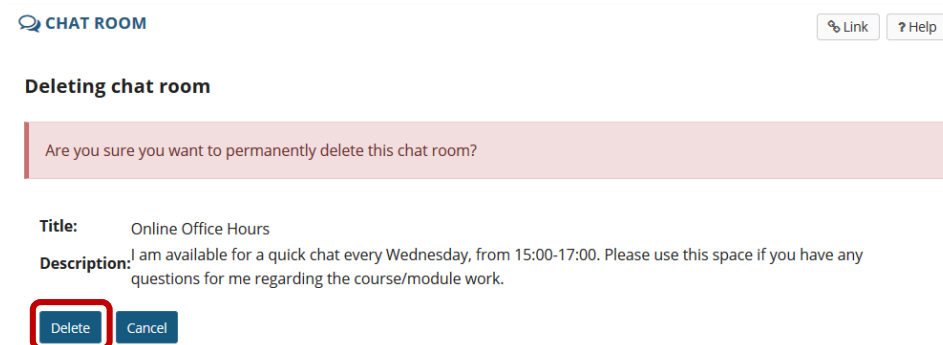 CHAT ROOM
Link
? Help
Deleting chat room
Are you sure you want to permanently delete this chat room?
Title: Online Office Hours
Description: I am available for a quick chat every Wednesday, from 15:00-17:00. Please use this space if you have any
questions for me regarding the course/module work.
Delete Cancel